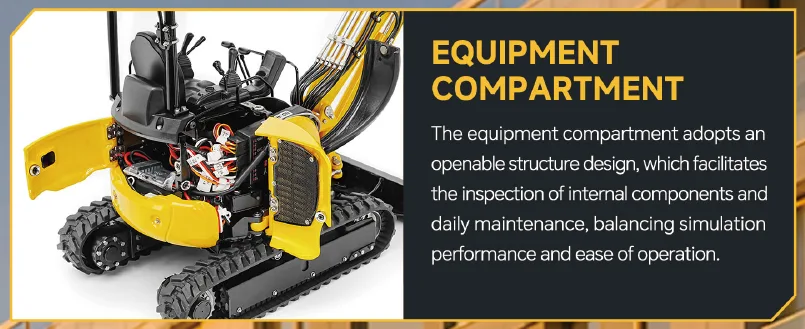 EQUIPMENT
COMPARTMENT
The equipment compartment adopts an
openable structure design, which facilitates
the inspection of internal components and
daily maintenance, balancing simulation
performance and ease of operation.